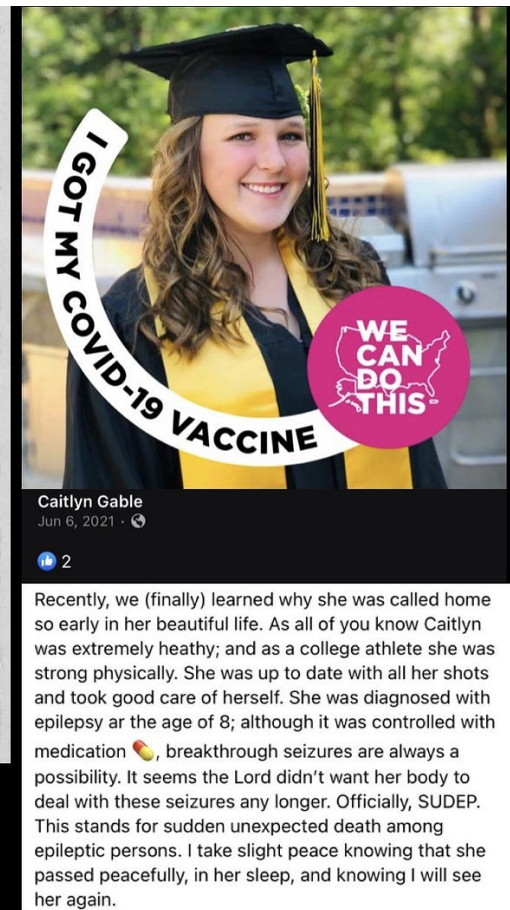 I GOT MY COVID-19 VACCINE
WE
CAN
DO
THIS
Caitlyn Gable
Jun 6, 2021 ·
2
Recently, we (finally) learned why she was called home
so early in her beautiful life. As all of you know Caitlyn
was extremely heathy; and as a college athlete she was
strong physically. She was up to date with all her shots
and took good care of herself. She was diagnosed with
epilepsy ar the age of 8; although it was controlled with
medication 💊, breakthrough seizures are always a
possibility. It seems the Lord didn’t want her body to
deal with these seizures any longer. Officially, SUDEP.
This stands for sudden unexpected death among
epileptic persons. I take slight peace knowing that she
passed peacefully, in her sleep, and knowing I will see
her again.